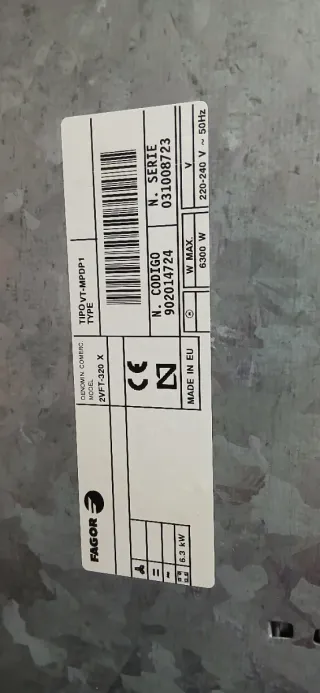 FAGOR
DENOMIN. COMERC.
MODEL
2VFT-320 X
TIPO VT-MPDP1
TYPE
CE
N
N. CODIGO
902014724
N. SERIE
031008723
6.3 kW
MADE IN EU
W MAX.
6300 W
V
220-240 V ~ 50Hz